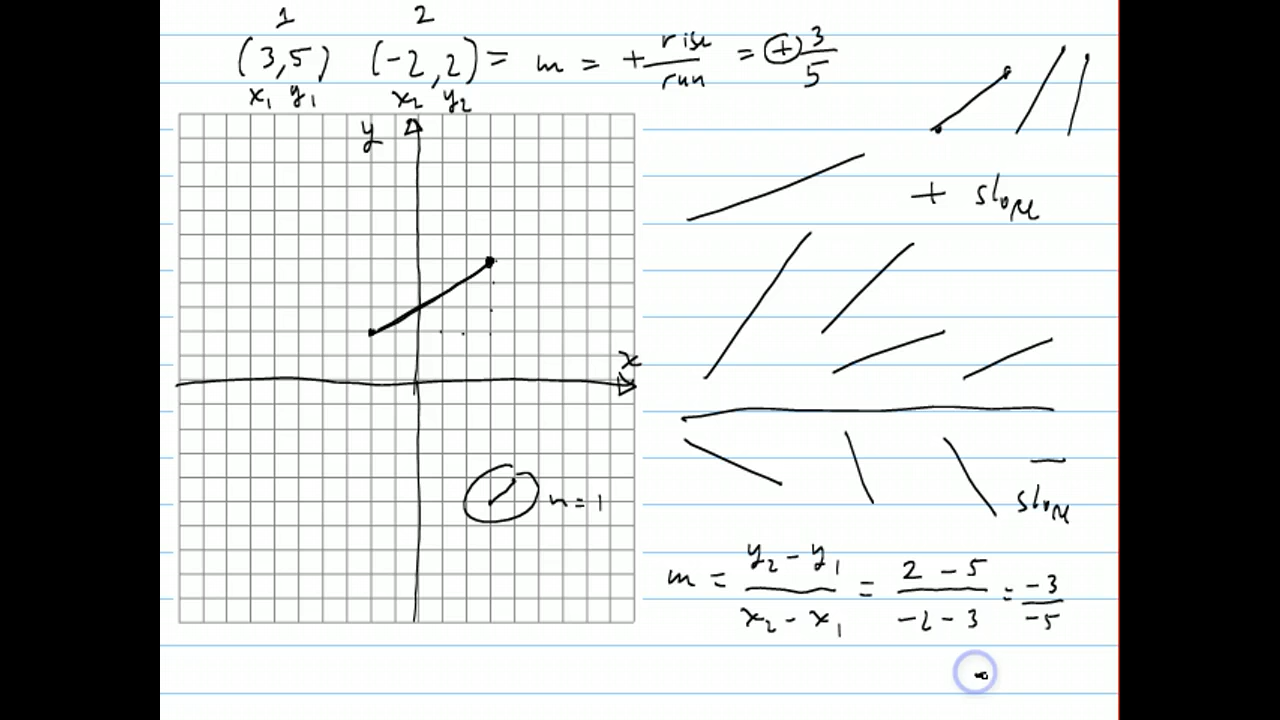 1 2
(3,5) (-2,2) = m = + rise/run = + 3/5
x₁ y₁ x₂ y₂
y
+ slope
x
n = 1
− slope
m = y₂ - y₁ / x₂ - x₁ = 2 - 5 / -2 - 3 = -3 / -5